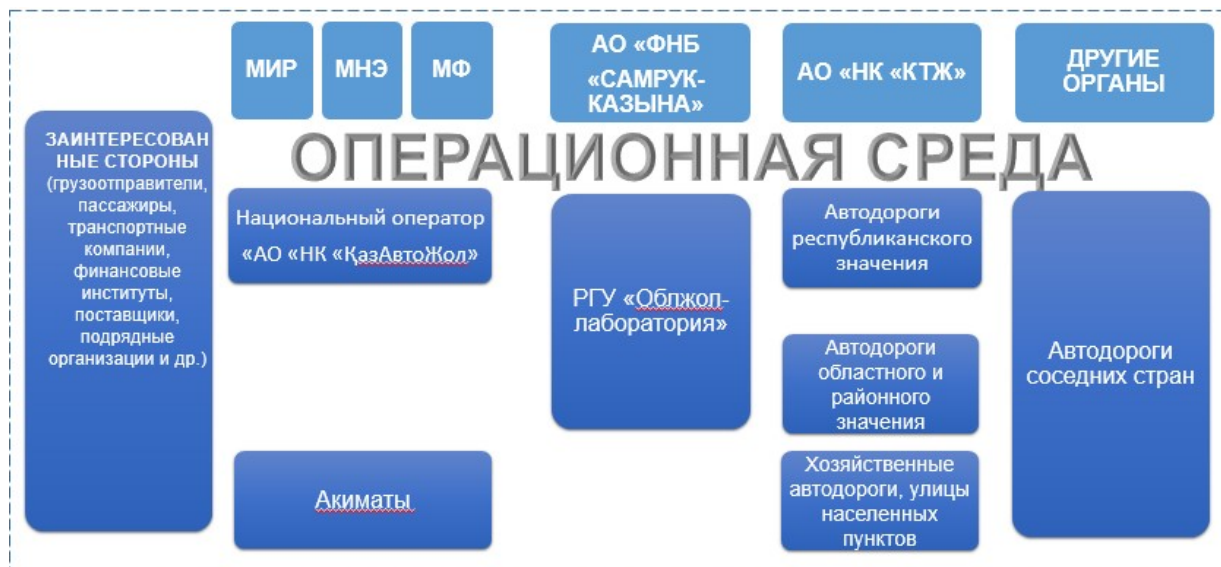 МИР
МНЭ
МФ
АО «ФНБ
«САМРУК-
КАЗЫНА»
АО «НК «КТЖ»
ДРУГИЕ
ОРГАНЫ
ОПЕРАЦИОННАЯ СРЕДА
ЗАИНТЕРЕСОВАН
НЫЕ СТОРОНЫ
(грузоотправители,
пассажиры,
транспортные
компании,
финансовые
институты,
поставщики,
подрядные
организации и др.)
Национальный оператор
«АО «НК «ҚазАвтоЖол»
Акиматы
РГУ «Облжол-
лаборатория»
Автодороги
республиканского
значения
Автодороги
областного и
районного
значения
Хозяйственные
автодороги, улицы
населенных
пунктов
Автодороги
соседних стран